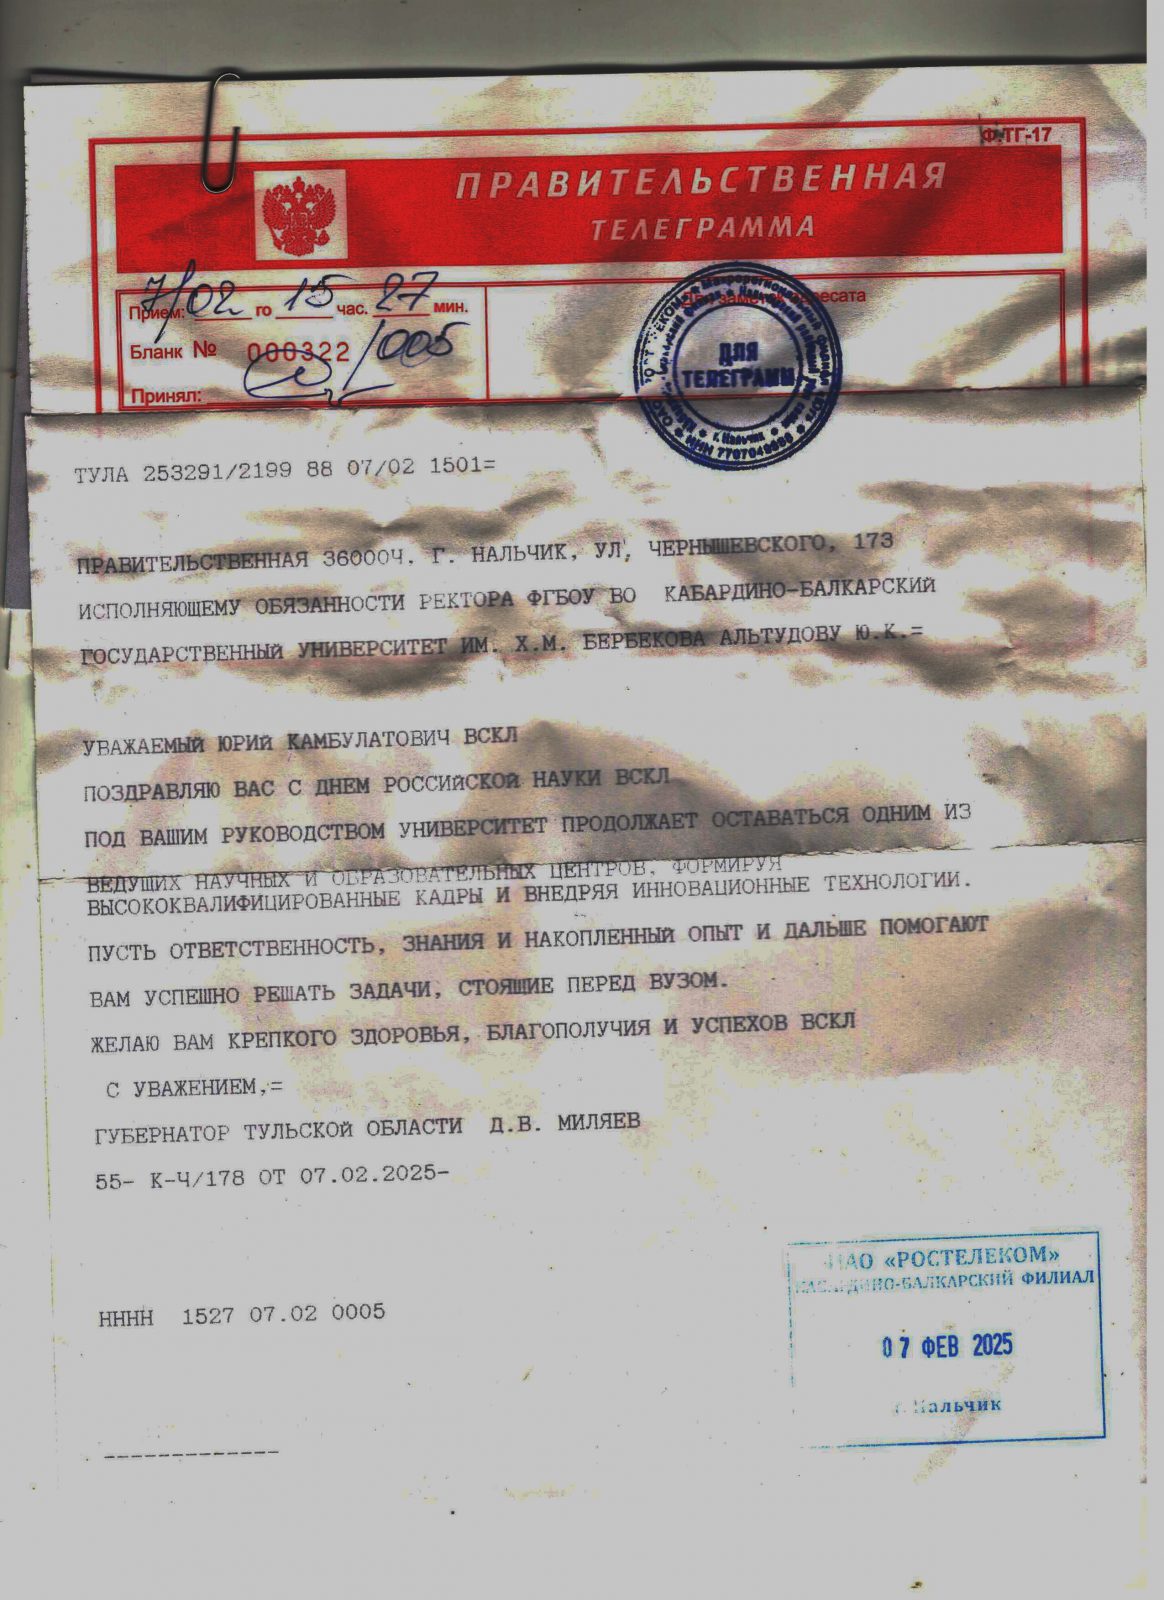 Ф.ТГ-17
ПРАВИТЕЛЬСТВЕННАЯ
ТЕЛЕГРАММА
Прием: 7/02 го 15 час. 27 мин.
Бланк № 000322 /005
Принял:
ДЛЯ
ТЕЛЕГРАММ
г. Нальчик
ТУЛА 253291/2199 88 07/02 1501=
ПРАВИТЕЛЬСТВЕННАЯ 36000Ч. Г. НАЛЬЧИК, УЛ, ЧЕРНЫШЕВСКОГО, 173
ИСПОЛНЯЮЩЕМУ ОБЯЗАННОСТИ РЕКТОРА ФГБОУ ВО КАБАРДИНО-БАЛКАРСКИЙ
ГОСУДАРСТВЕННЫЙ УНИВЕРСИТЕТ ИМ. Х.М. БЕРБЕКОВА АЛЬТУДОВУ Ю.К.=
УВАЖАЕМЫЙ ЮРИЙ КАМБУЛАТОВИЧ ВСКЛ
ПОЗДРАВЛЯЮ ВАС С ДНЕМ РОССИЙСКОЙ НАУКИ ВСКЛ
ПОД ВАШИМ РУКОВОДСТВОМ УНИВЕРСИТЕТ ПРОДОЛЖАЕТ ОСТАВАТЬСЯ ОДНИМ ИЗ
ВЕДУЩИХ НАУЧНЫХ И ОБРАЗОВАТЕЛЬНЫХ ЦЕНТРОВ, ФОРМИРУЯ
ВЫСОКОКВАЛИФИЦИРОВАННЫЕ КАДРЫ И ВНЕДРЯЯ ИННОВАЦИОННЫЕ ТЕХНОЛОГИИ.
ПУСТЬ ОТВЕТСТВЕННОСТЬ, ЗНАНИЯ И НАКОПЛЕННЫЙ ОПЫТ И ДАЛЬШЕ ПОМОГАЮТ
ВАМ УСПЕШНО РЕШАТЬ ЗАДАЧИ, СТОЯЩИЕ ПЕРЕД ВУЗОМ.
ЖЕЛАЮ ВАМ КРЕПКОГО ЗДОРОВЬЯ, БЛАГОПОЛУЧИЯ И УСПЕХОВ ВСКЛ
С УВАЖЕНИЕМ,=
ГУБЕРНАТОР ТУЛЬСКОЙ ОБЛАСТИ Д.В. МИЛЯЕВ
55- К-Ч/178 ОТ 07.02.2025-
НННН 1527 07.02 0005
ПАО «РОСТЕЛЕКОМ»
КАБАРДИНО-БАЛКАРСКИЙ ФИЛИАЛ
07 ФЕВ 2025
г. Нальчик